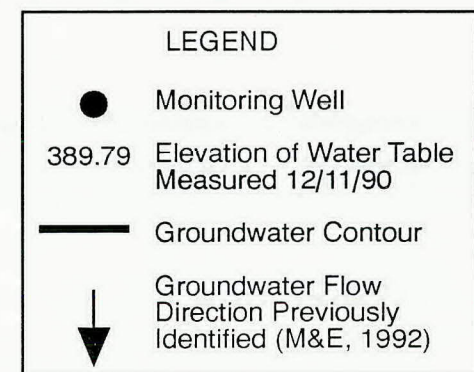 LEGEND
Monitoring Well
389.79 Elevation of Water Table
Measured 12/11/90
Groundwater Contour
Groundwater Flow
Direction Previously
Identified (M&E, 1992)